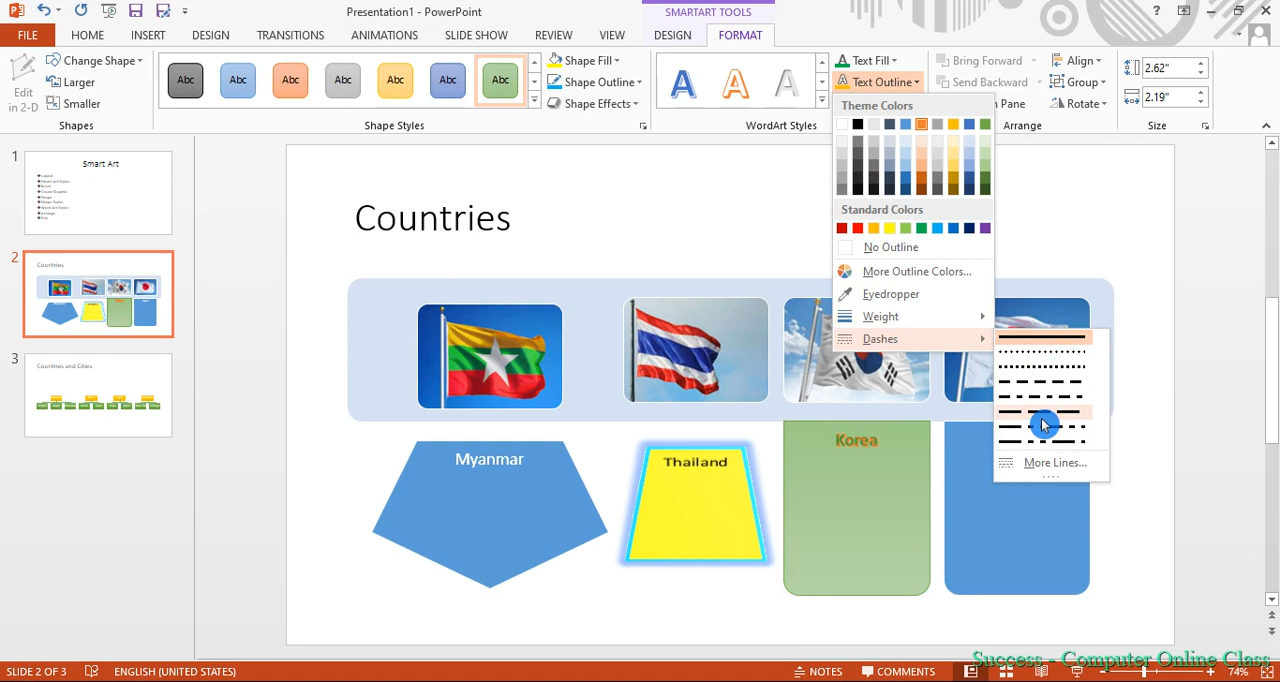 Presentation1 - PowerPoint
SMARTART TOOLS
?
FILE
HOME
INSERT
DESIGN
TRANSITIONS
ANIMATIONS
SLIDE SHOW
REVIEW
VIEW
DESIGN
FORMAT
Edit
in 2-D
Change Shape
Larger
Smaller
Shapes
Abc
Abc
Abc
Abc
Abc
Abc
Abc
Shape Fill
Shape Outline
Shape Effects
Shape Styles
A
A
A
Text Fill
Text Outline
WordArt Styles
Bring Forward
Send Backward
Pane
Align
Group
Rotate
Arrange
2.62"
2.19"
Size
Theme Colors
Standard Colors
No Outline
More Outline Colors...
Eyedropper
Weight
Dashes
More Lines...
1
Smart Art
2
Countries
3
Countries and Cities
Countries
Myanmar
Thailand
Korea
SLIDE 2 OF 3
ENGLISH (UNITED STATES)
NOTES
COMMENTS
74%
Success - Computer Online Class